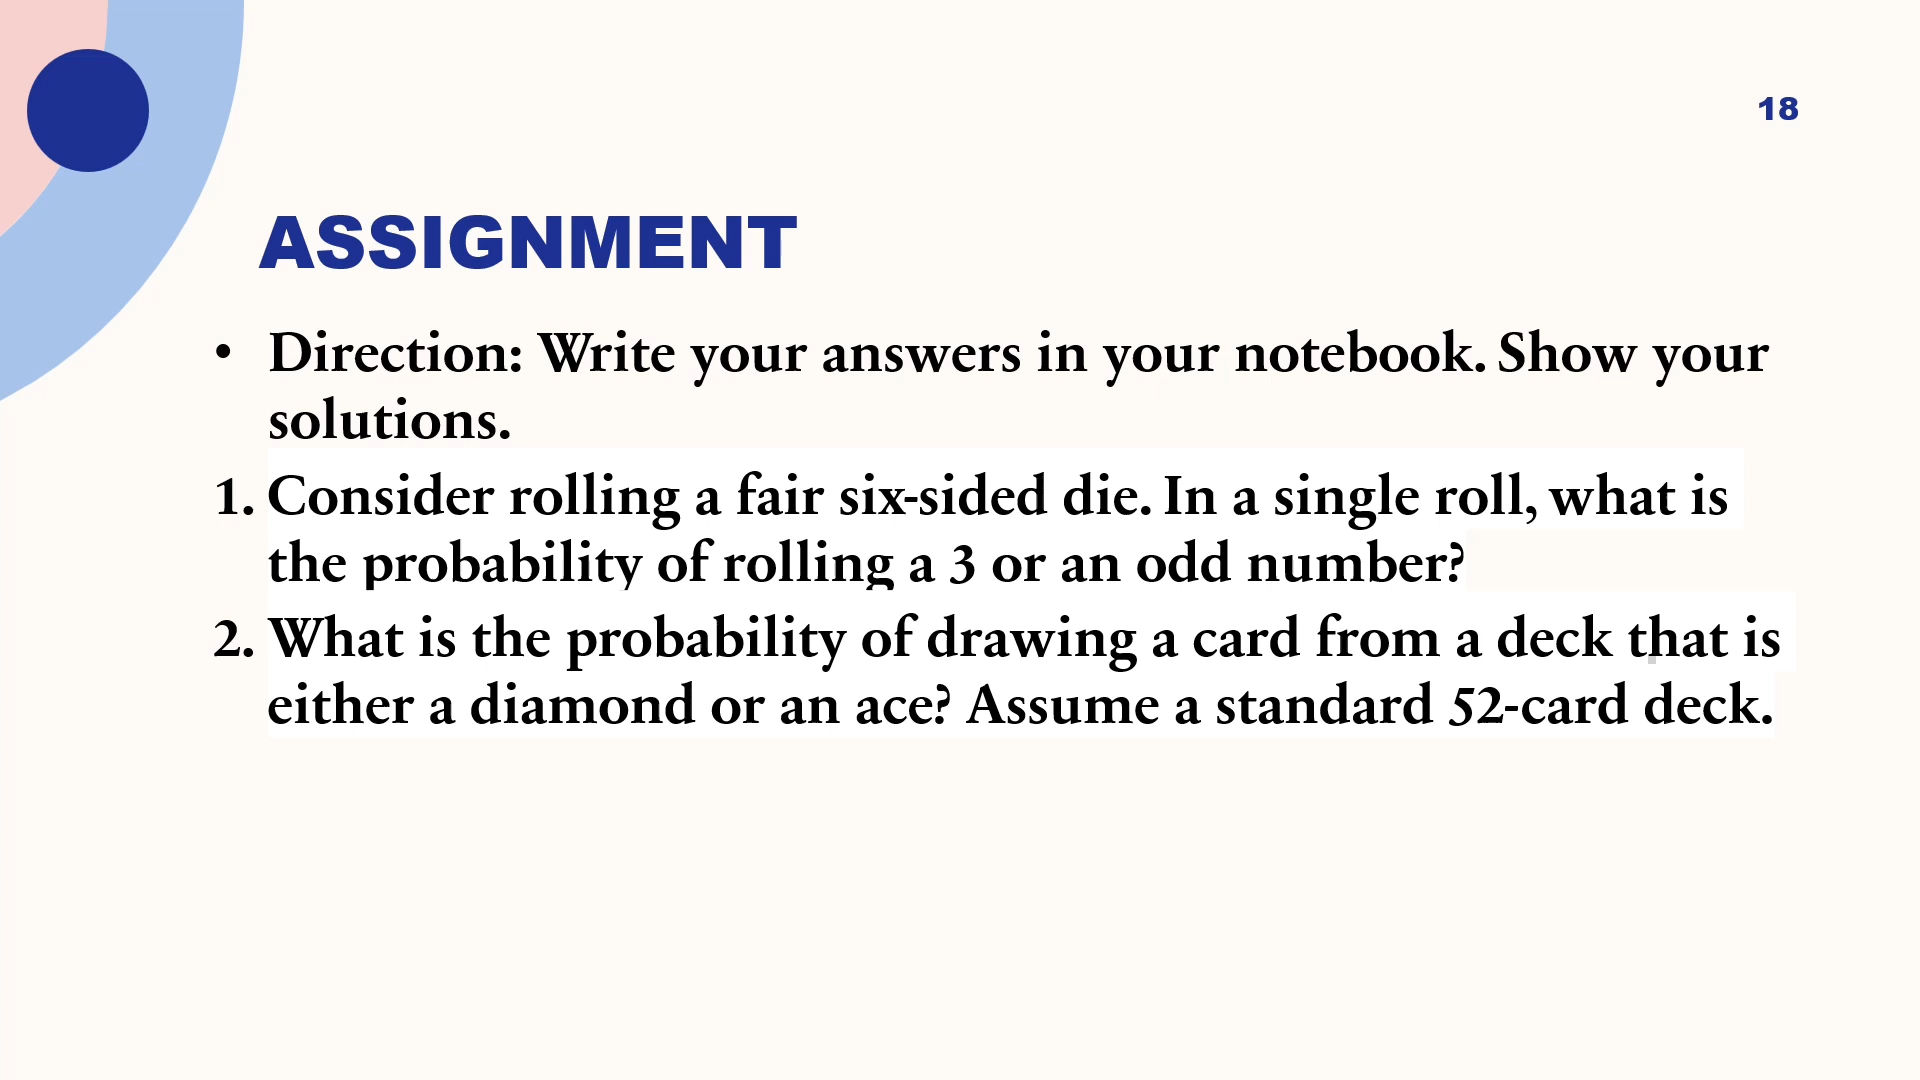 18
ASSIGNMENT
• Direction: Write your answers in your notebook. Show your
solutions.
1. Consider rolling a fair six-sided die. In a single roll, what is
the probability of rolling a 3 or an odd number?
2. What is the probability of drawing a card from a deck that is
either a diamond or an ace? Assume a standard 52-card deck.